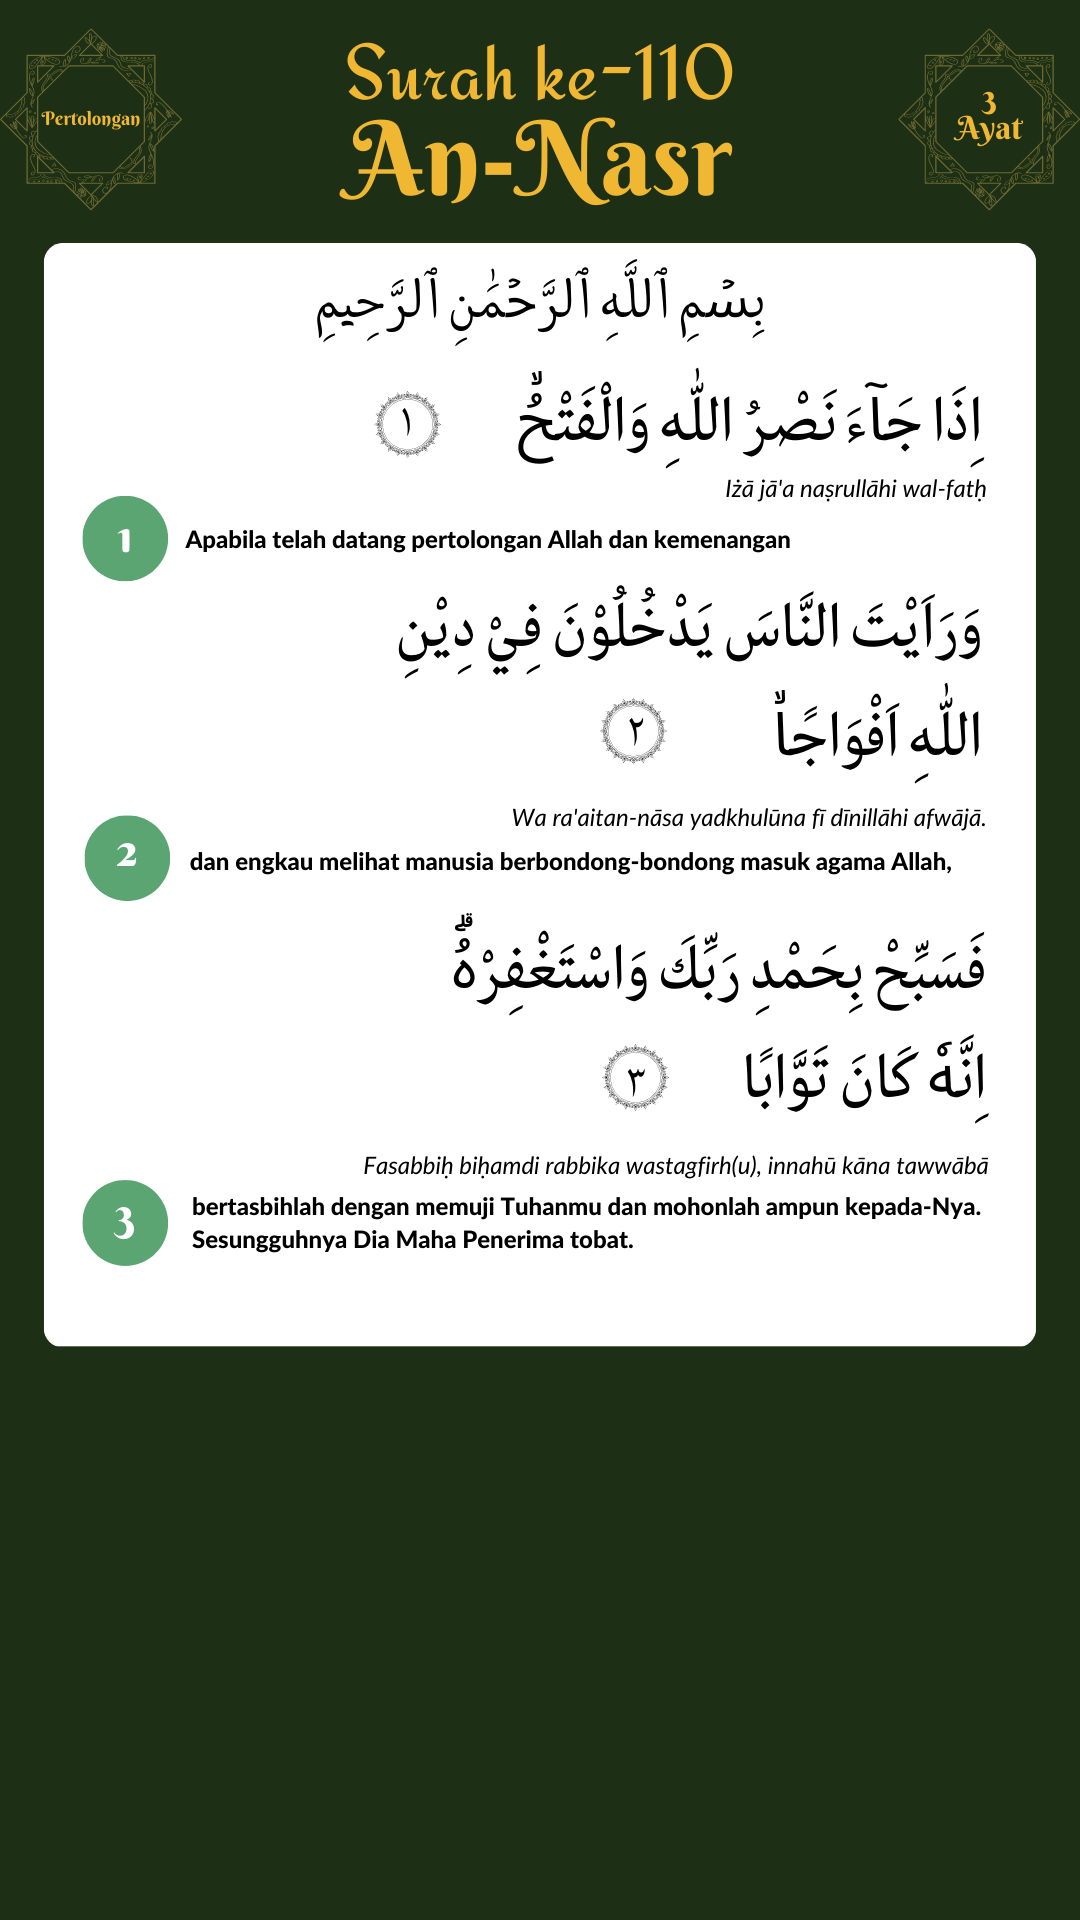 Pertolongan
Surah ke-110
An-Nasr
3
Ayat
بِسْمِ ٱللَّهِ ٱلرَّحْمَٰنِ ٱلرَّحِيمِ
اِذَا جَاۤءَ نَصْرُ اللّٰهِ وَالْفَتْحُۙ ١
Iżā jā'a naṣrullāhi wal-fatḥ
1
Apabila telah datang pertolongan Allah dan kemenangan
وَرَاَيْتَ النَّاسَ يَدْخُلُوْنَ فِيْ دِيْنِ
اللّٰهِ اَفْوَاجًاۙ ٢
Wa ra'aitan-nāsa yadkhulūna fī dīnillāhi afwājā.
2
dan engkau melihat manusia berbondong-bondong masuk agama Allah,
فَسَبِّحْ بِحَمْدِ رَبِّكَ وَاسْتَغْفِرْهُۗ
اِنَّهٗ كَانَ تَوَّابًا ٣
Fasabbiḥ biḥamdi rabbika wastagfirh(u), innahū kāna tawwābā
3
bertasbihlah dengan memuji Tuhanmu dan mohonlah ampun kepada-Nya.
Sesungguhnya Dia Maha Penerima tobat.